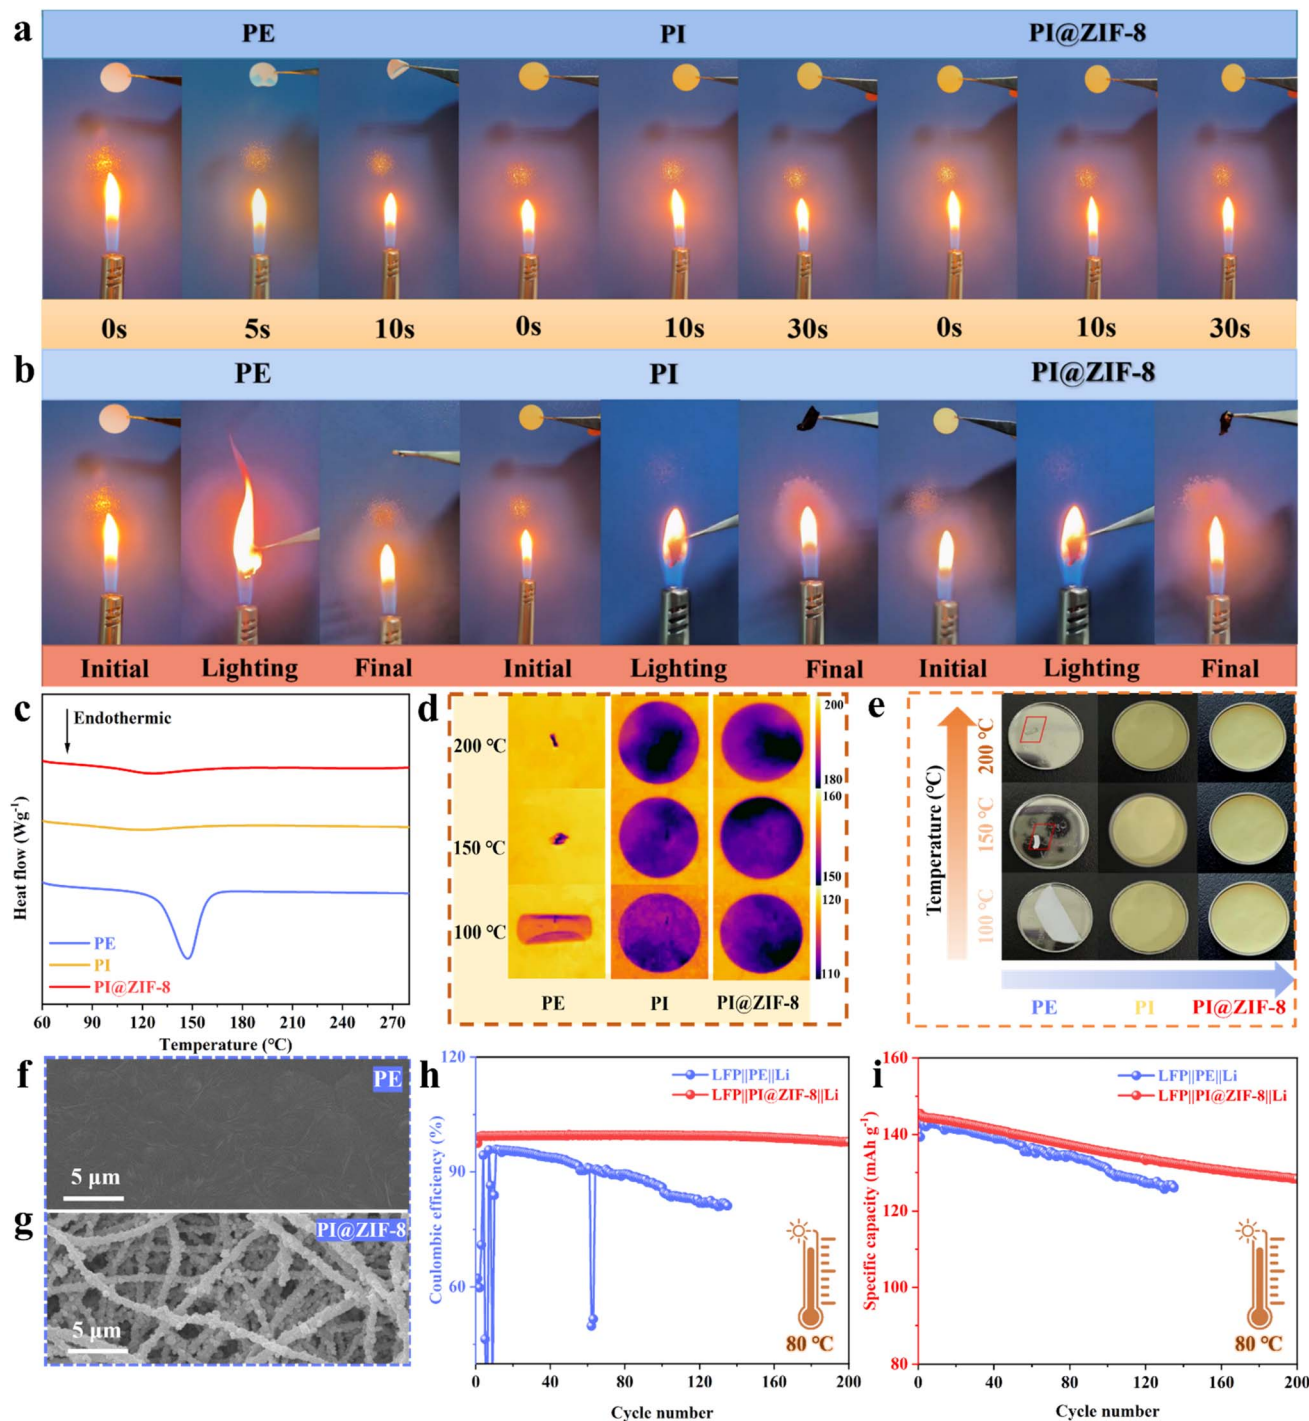 a
PE PI PI@ZIF-8
0s 5s 10s 0s 10s 30s 0s 10s 30s
b
PE PI PI@ZIF-8
Initial Lighting Final Initial Lighting Final Initial Lighting Final
c
Endothermic
Heat flow (Wg⁻¹)
PE
PI
PI@ZIF-8
60 90 120 150 180 210 240 270
Temperature (℃)
d
200 ℃
150 ℃
100 ℃
200
180
160
150
120
110
PE PI PI@ZIF-8
e
Temperature (℃)
200 ℃
150 ℃
100 ℃
PE PI PI@ZIF-8
f
PE
5 μm
g
PI@ZIF-8
5 μm
h
120
90
60
Coulombic efficiency (%)
LFP||PE||Li
LFP||PI@ZIF-8||Li
80 ℃
0 40 80 120 160 200
Cycle number
i
160
140
120
100
80
Specific capacity (mAh g⁻¹)
LFP||PE||Li
LFP||PI@ZIF-8||Li
80 ℃
0 40 80 120 160 200
Cycle number